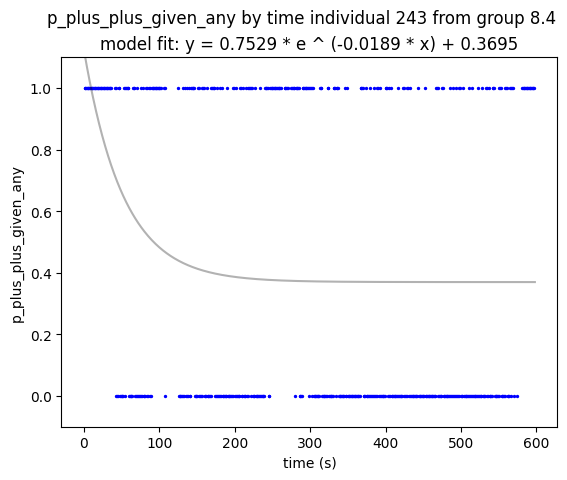 p_plus_plus_given_any by time individual 243 from group 8.4
model fit: y = 0.7529 * e ^ (-0.0189 * x) + 0.3695
1.0
0.8
0.6
0.4
0.2
0.0
p_plus_plus_given_any
0 100 200 300 400 500 600
time (s)